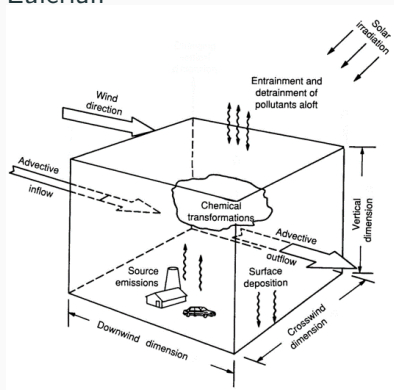 Eulerian
Solar
irradiation
Entrainment and
detrainment of
pollutants aloft
Wind
direction
Advective
inflow
Chemical
transformations
Advective
outflow
Vertical
dimension
Source
emissions
Surface
deposition
Downwind dimension
Crosswind
dimension